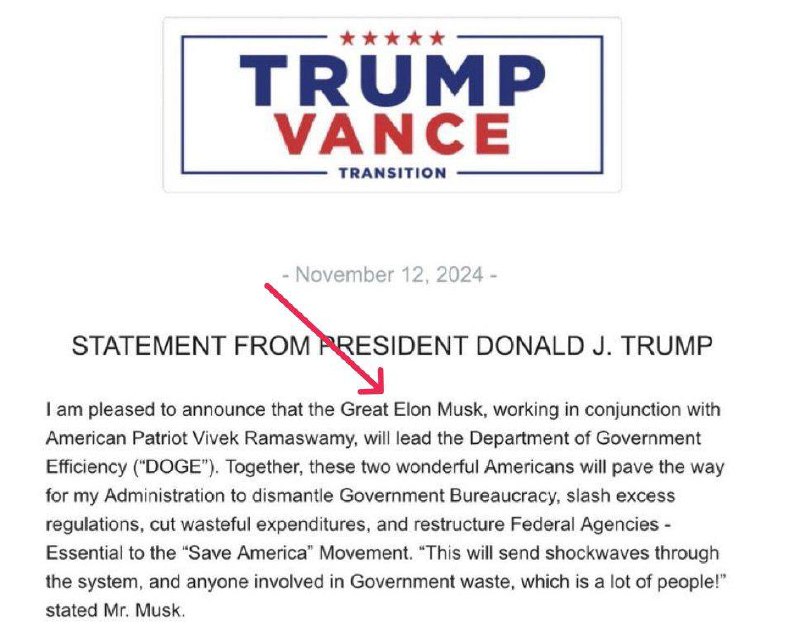 ★★★★★
TRUMP
VANCE
TRANSITION
- November 12, 2024 -
STATEMENT FROM PRESIDENT DONALD J. TRUMP
I am pleased to announce that the Great Elon Musk, working in conjunction with
American Patriot Vivek Ramaswamy, will lead the Department of Government
Efficiency (“DOGE”). Together, these two wonderful Americans will pave the way
for my Administration to dismantle Government Bureaucracy, slash excess
regulations, cut wasteful expenditures, and restructure Federal Agencies -
Essential to the “Save America” Movement. “This will send shockwaves through
the system, and anyone involved in Government waste, which is a lot of people!”
stated Mr. Musk.